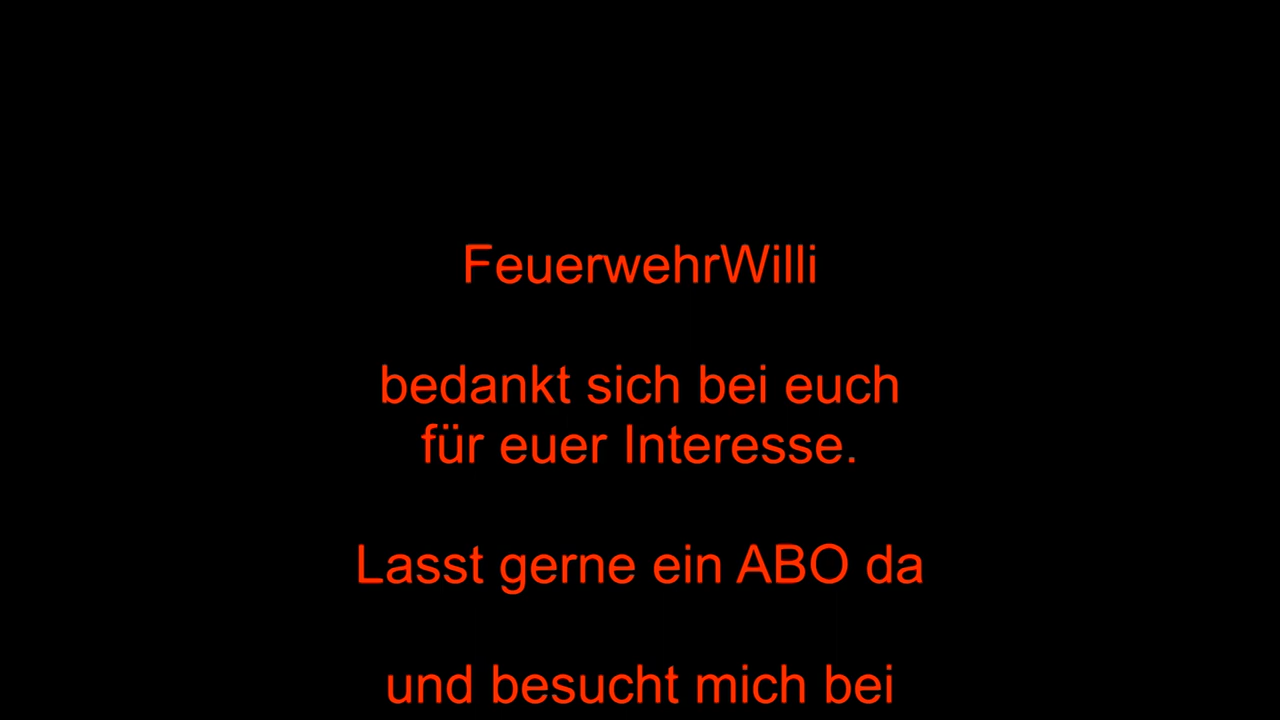 FeuerwehrWilli
bedankt sich bei euch
für euer Interesse.
Lasst gerne ein ABO da
und besucht mich bei